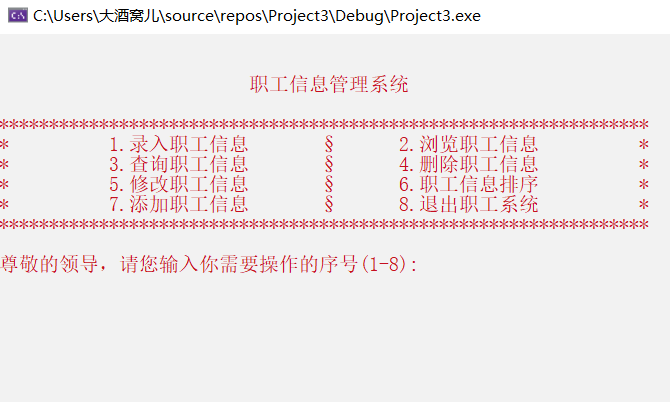 C:\Users\大酒窝儿\source\repos\Project3\Debug\Project3.exe
职工信息管理系统
*****************************************************************
* 1.录入职工信息 § 2.浏览职工信息 *
* 3.查询职工信息 § 4.删除职工信息 *
* 5.修改职工信息 § 6.职工信息排序 *
* 7.添加职工信息 § 8.退出职工系统 *
*****************************************************************
尊敬的领导，请您输入你需要操作的序号(1-8):